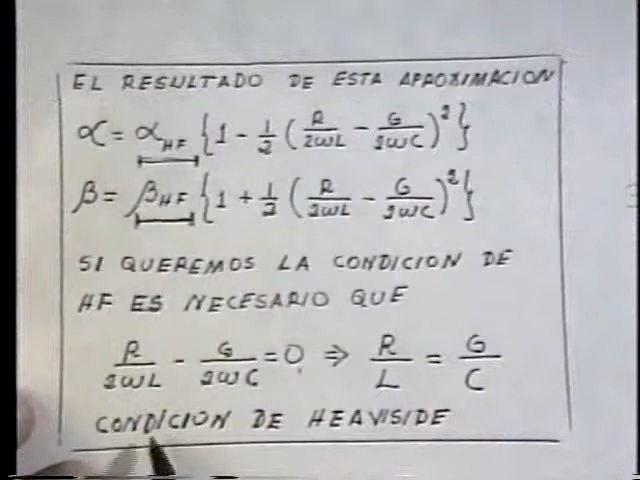 EL RESULTADO DE ESTA APROXIMACION
α = α_HF {1 - 1/2 (R/2ωL - G/2ωC)²}
β = β_HF {1 + 1/2 (R/2ωL - G/2ωC)²}
SI QUEREMOS LA CONDICION DE
HF ES NECESARIO QUE
R/2ωL - G/2ωC = 0 ⇒ R/L = G/C
CONDICION DE HEAVISIDE